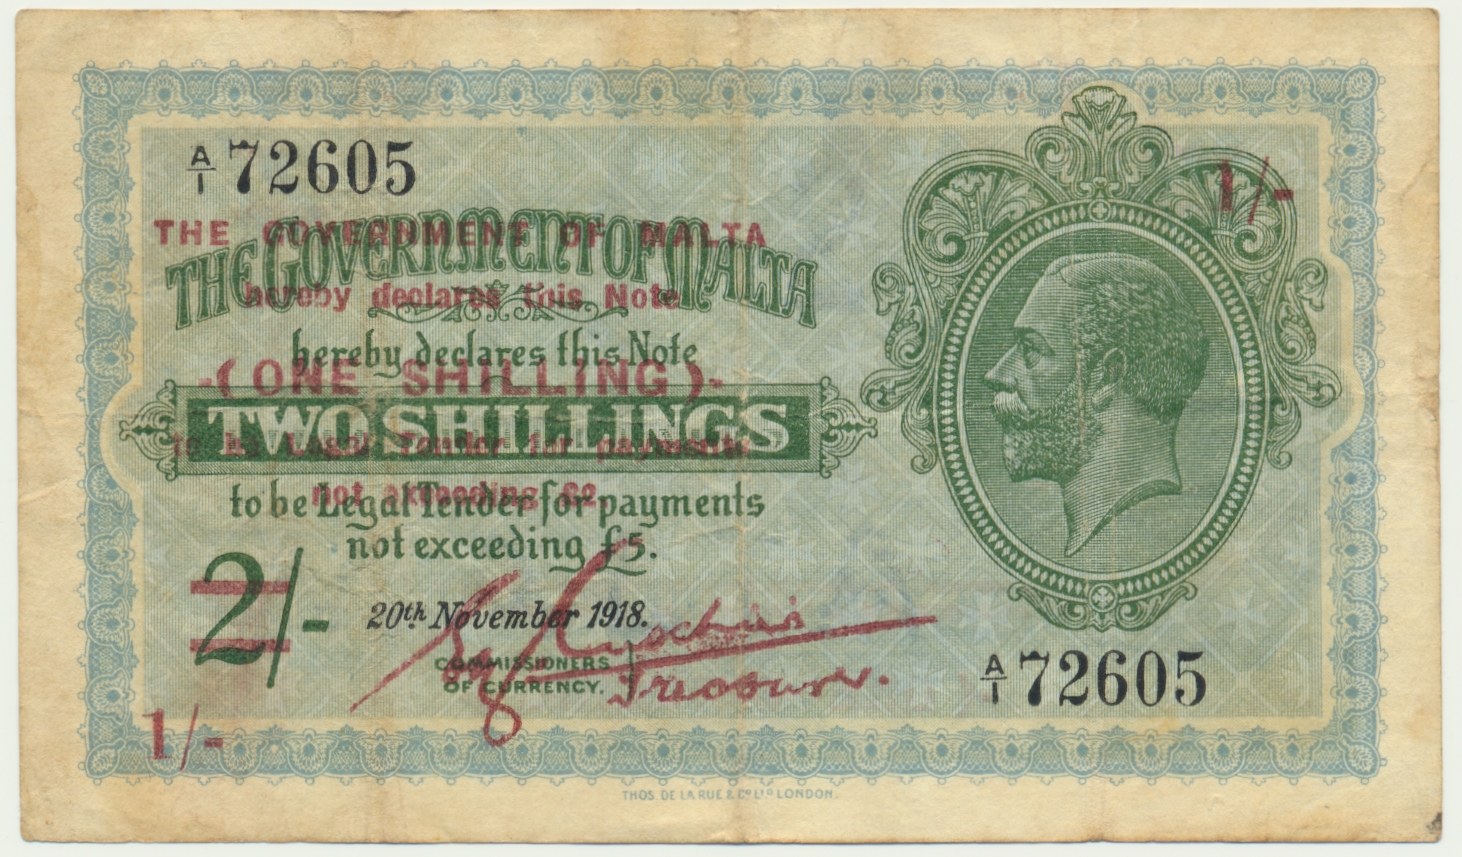 A/1 72605
1/-
THE GOVERNMENT OF MALTA
THE GOVERNMENT OF MALTA
hereby declares this Note
hereby declares this Note
-(ONE SHILLING)-
TWO SHILLINGS
to be Legal Tender for payments
not exceeding £2
to be Legal Tender for payments
not exceeding £5.
2/-
20th November 1918.
COMMISSIONERS
OF CURRENCY.
Treasurer.
A/1 72605
1/-
THOS. DE LA RUE & Co LTD LONDON.